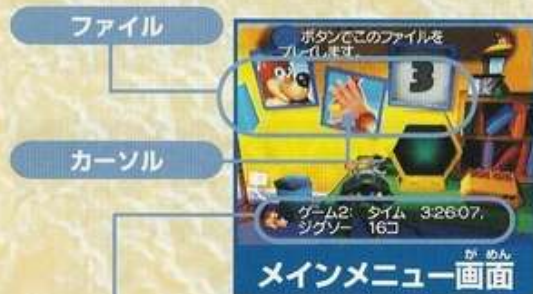 ファイル
ボタンでこのファイルを
プレイします。
3
カーソル
ゲーム2: タイム 3:26:07,
ジグソー 16コ
がめん
メインメニュー画面